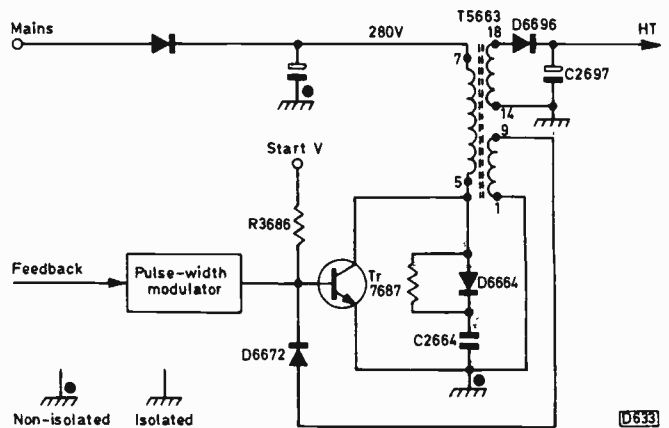 Mains
280V
T5663
18
D6696
HT
7
C2697
14
9
Start V
5
1
R3686
Feedback
Pulse-width
modulator
Tr
7687
D6664
D6672
C2664
Non-isolated
Isolated
D633